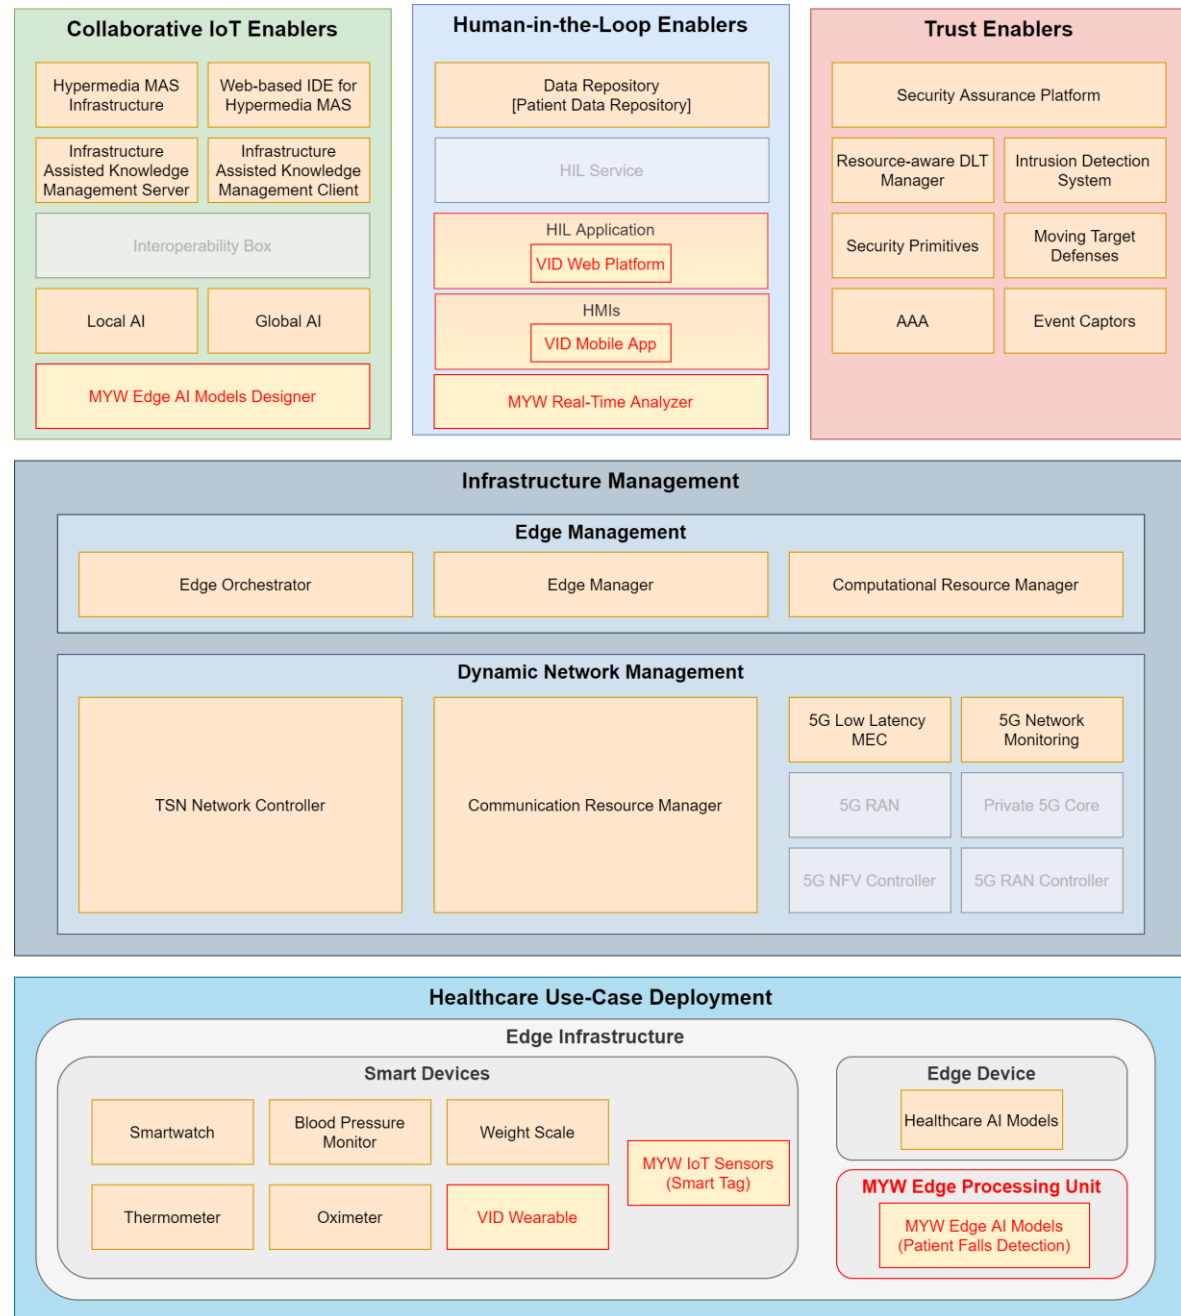 Collaborative IoT Enablers
Hypermedia MAS
Infrastructure
Web-based IDE for
Hypermedia MAS
Infrastructure
Assisted Knowledge
Management Server
Infrastructure
Assisted Knowledge
Management Client
Interoperability Box
Local AI
Global AI
MYW Edge AI Models Designer
Human-in-the-Loop Enablers
Data Repository
[Patient Data Repository]
HIL Service
HIL Application
VID Web Platform
HMIs
VID Mobile App
MYW Real-Time Analyzer
Trust Enablers
Security Assurance Platform
Resource-aware DLT
Manager
Intrusion Detection
System
Security Primitives
Moving Target
Defenses
AAA
Event Captors
Infrastructure Management
Edge Management
Edge Orchestrator
Edge Manager
Computational Resource Manager
Dynamic Network Management
TSN Network Controller
Communication Resource Manager
5G Low Latency
MEC
5G Network
Monitoring
5G RAN
Private 5G Core
5G NFV Controller
5G RAN Controller
Healthcare Use-Case Deployment
Edge Infrastructure
Smart Devices
Smartwatch
Blood Pressure
Monitor
Weight Scale
Thermometer
Oximeter
VID Wearable
MYW IoT Sensors
(Smart Tag)
Edge Device
Healthcare AI Models
MYW Edge Processing Unit
MYW Edge AI Models
(Patient Falls Detection)